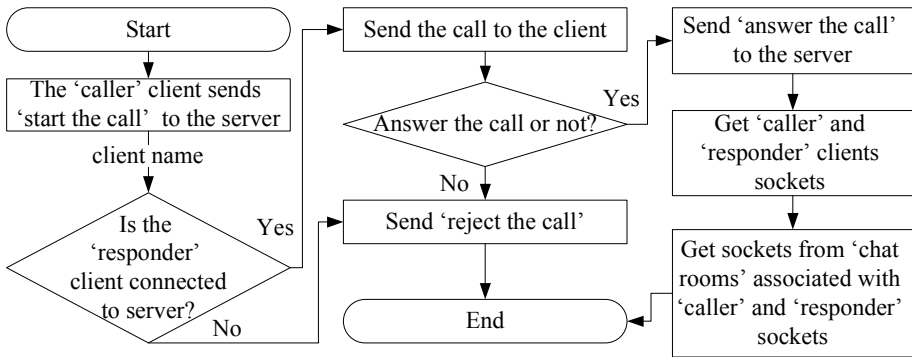 Start
The ‘caller’ client sends
‘start the call’ to the server
client name
Is the
‘responder’
client connected
to server?
Yes
No
Send the call to the client
Answer the call or not?
Yes
No
Send ‘reject the call’
End
Send ‘answer the call’
to the server
Get ‘caller’ and
‘responder’ clients
sockets
Get sockets from ‘chat
rooms’ associated with
‘caller’ and ‘responder’
sockets